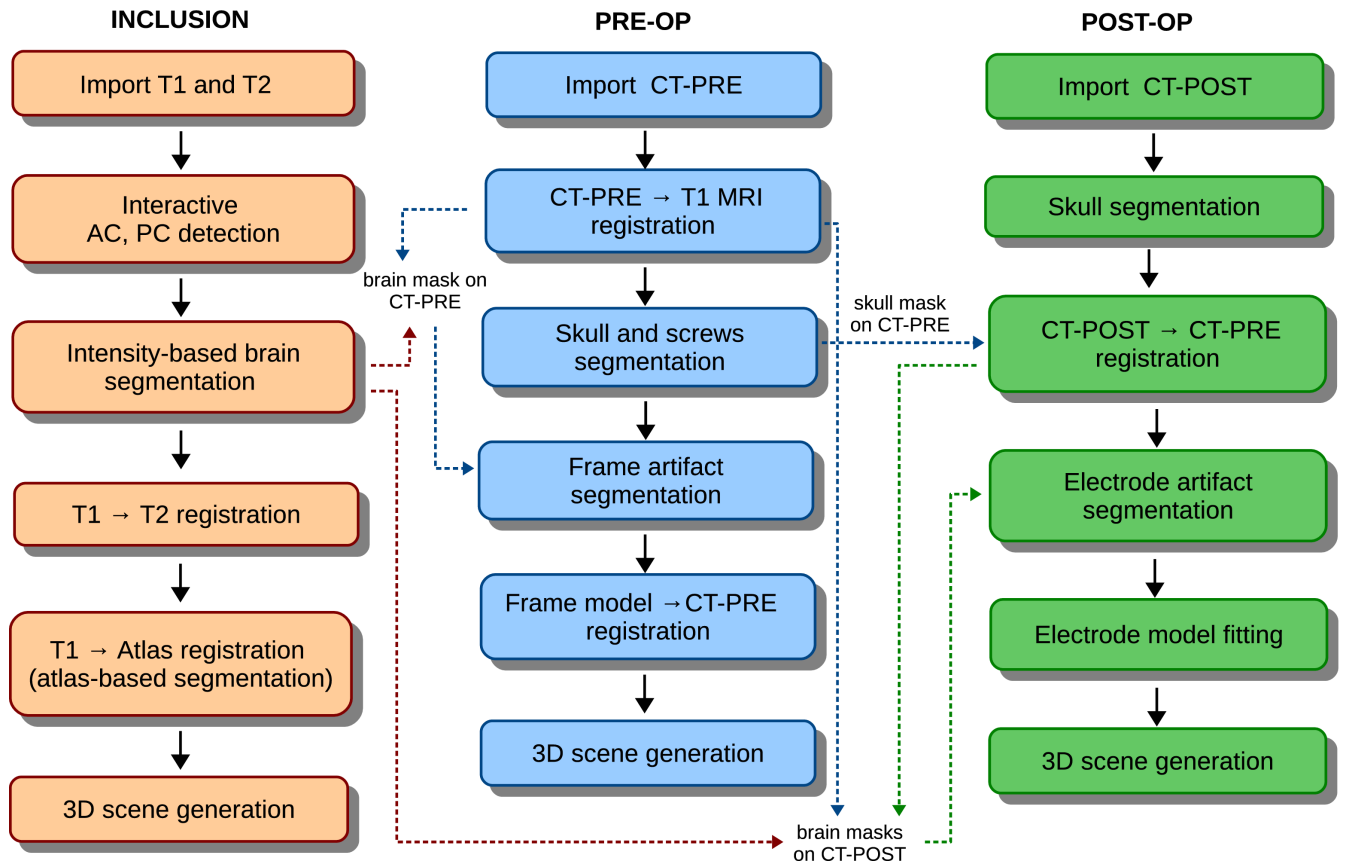 INCLUSION
Import T1 and T2
Interactive
AC, PC detection
Intensity-based brain
segmentation
T1 → T2 registration
T1 → Atlas registration
(atlas-based segmentation)
3D scene generation
brain mask on
CT-PRE
PRE-OP
Import CT-PRE
CT-PRE → T1 MRI
registration
Skull and screws
segmentation
Frame artifact
segmentation
Frame model →CT-PRE
registration
3D scene generation
skull mask
on CT-PRE
brain masks
on CT-POST
POST-OP
Import CT-POST
Skull segmentation
CT-POST → CT-PRE
registration
Electrode artifact
segmentation
Electrode model fitting
3D scene generation